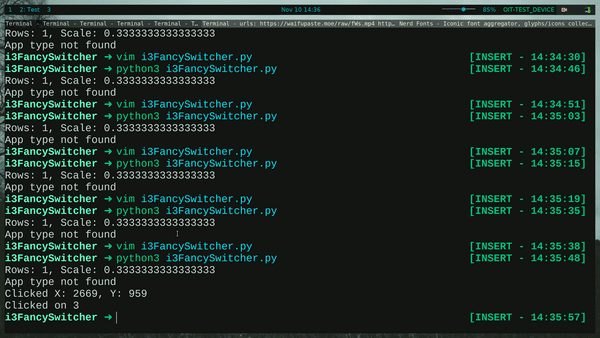 1 2: Test 3 Nov 10 14:36 85% OIT-TEST_DEVICE
Terminal - Terminal - Terminal - Terminal - Terminal - T… Terminal - urls: https://waifupaste.moe/raw/fWs.mp4 http… Nerd Fonts - Iconic font aggregator, glyphs/icons collec…
Rows: 1, Scale: 0.3333333333333333
App type not found
i3FancySwitcher ➜ vim i3FancySwitcher.py [INSERT - 14:34:30]
i3FancySwitcher ➜ python3 i3FancySwitcher.py [INSERT - 14:34:46]
Rows: 1, Scale: 0.3333333333333333
App type not found
i3FancySwitcher ➜ vim i3FancySwitcher.py [INSERT - 14:34:51]
i3FancySwitcher ➜ python3 i3FancySwitcher.py [INSERT - 14:35:03]
Rows: 1, Scale: 0.3333333333333333
App type not found
i3FancySwitcher ➜ vim i3FancySwitcher.py [INSERT - 14:35:07]
i3FancySwitcher ➜ python3 i3FancySwitcher.py [INSERT - 14:35:15]
Rows: 1, Scale: 0.3333333333333333
App type not found
i3FancySwitcher ➜ vim i3FancySwitcher.py [INSERT - 14:35:19]
i3FancySwitcher ➜ python3 i3FancySwitcher.py [INSERT - 14:35:35]
Rows: 1, Scale: 0.3333333333333333
App type not found
i3FancySwitcher ➜ vim i3FancySwitcher.py [INSERT - 14:35:38]
i3FancySwitcher ➜ python3 i3FancySwitcher.py [INSERT - 14:35:48]
Rows: 1, Scale: 0.3333333333333333
App type not found
Clicked X: 2669, Y: 959
Clicked on 3
i3FancySwitcher ➜ [INSERT - 14:35:57]